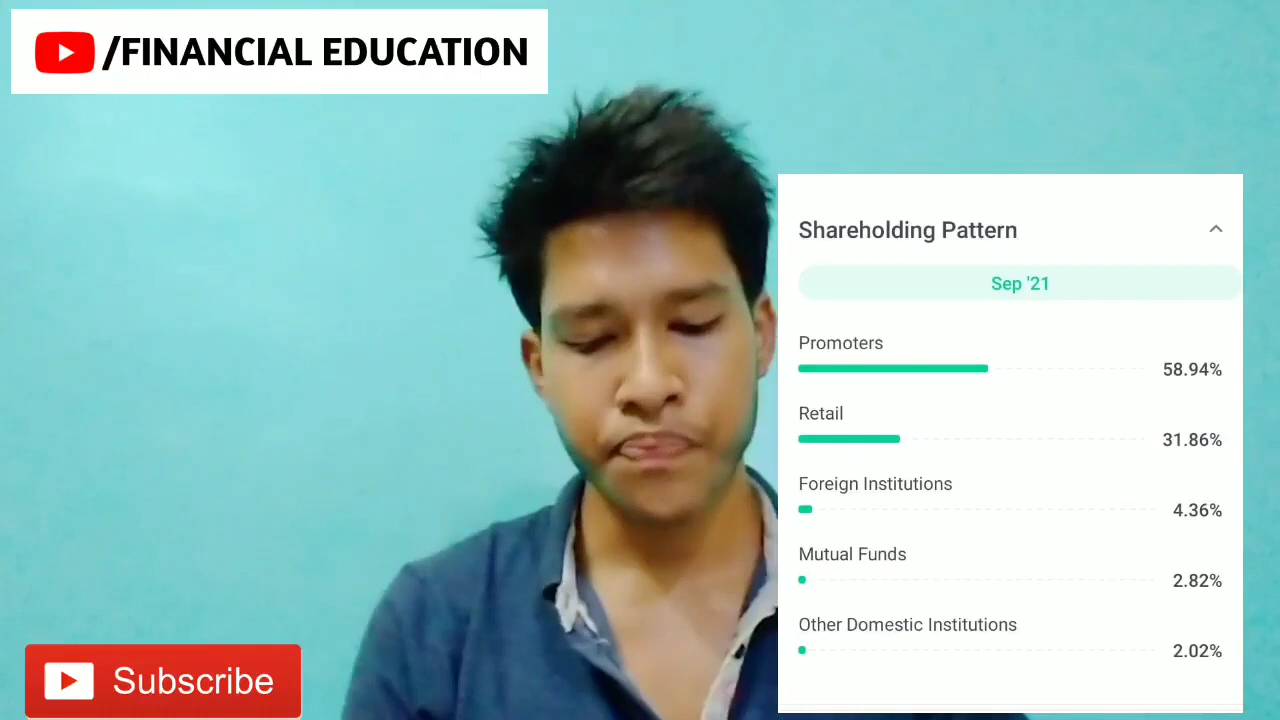 /FINANCIAL EDUCATION
Shareholding Pattern
Sep '21
Promoters
58.94%
Retail
31.86%
Foreign Institutions
4.36%
Mutual Funds
2.82%
Other Domestic Institutions
2.02%
Subscribe